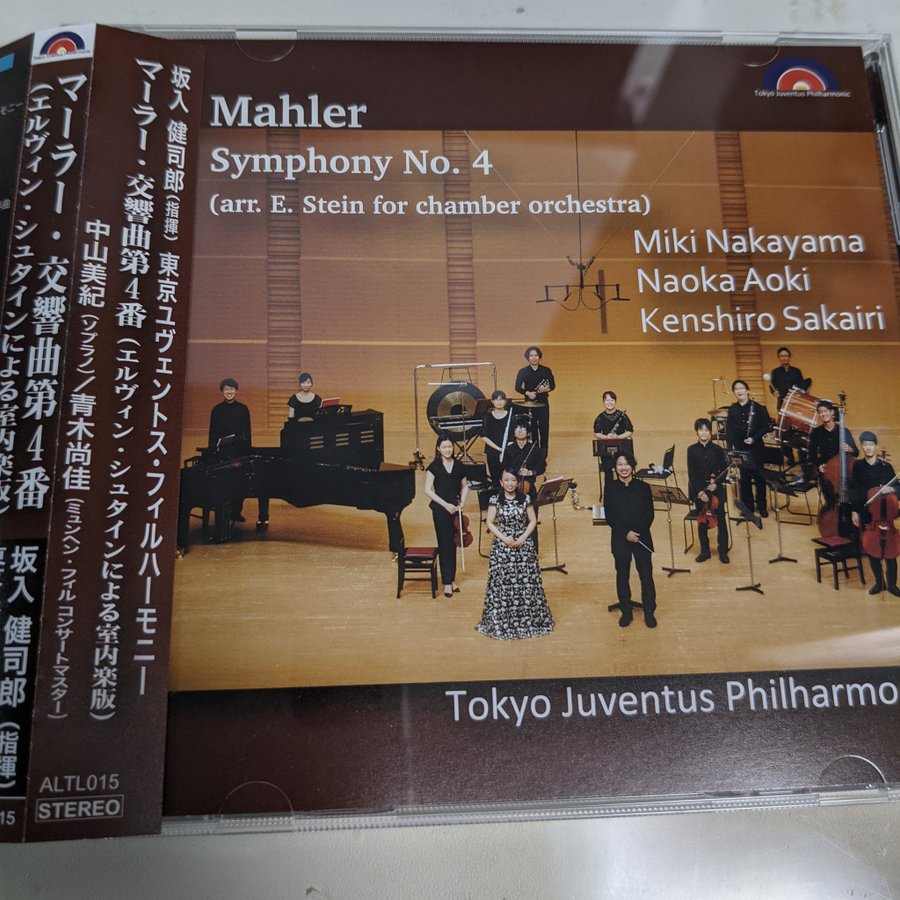 マーラー・交響曲第4番
(エルヴィン・シュタインによる室内楽版)
坂入 健司郎(指揮)
坂入 健司郎(指揮) 東京ユヴェントス・フィルハーモニー
マーラー・交響曲第4番(エルヴィン・シュタインによる室内楽版)
中山美紀(ソプラノ)/青木尚佳(ミュンヘン・フィル コンサートマスター)
ALTL015
STEREO
Mahler
Symphony No. 4
(arr. E. Stein for chamber orchestra)
Tokyo Juventus Philharmonic
Miki Nakayama
Naoka Aoki
Kenshiro Sakairi
Tokyo Juventus Philharmo
15